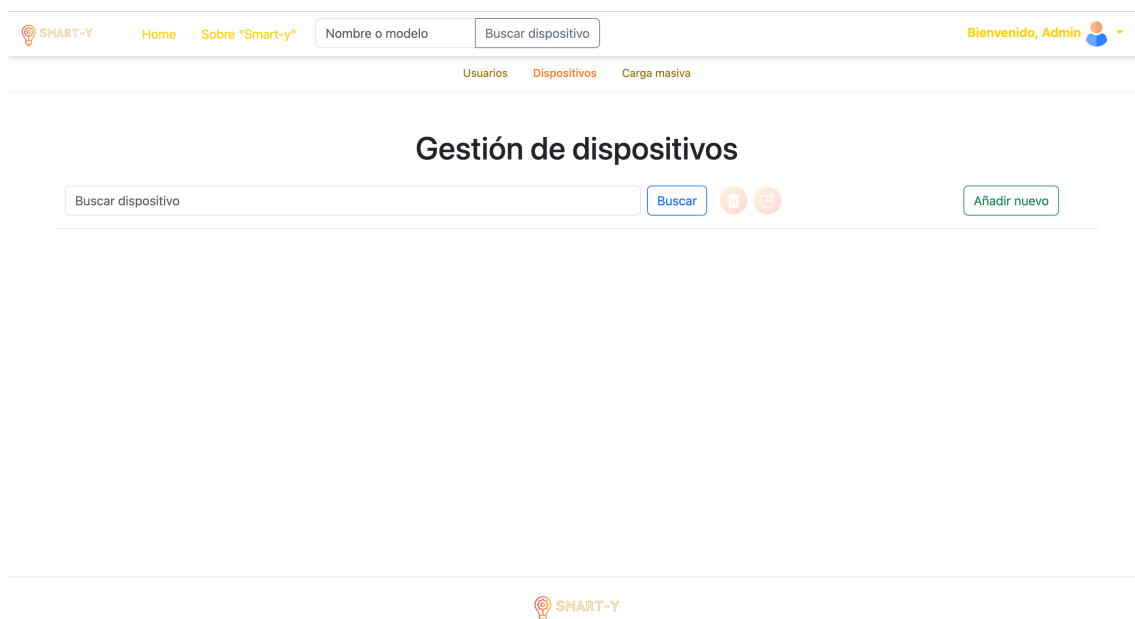 SMART-Y
Home
Sobre "Smart-y"
Nombre o modelo
Buscar dispositivo
Bienvenido, Admin
Usuarios
Dispositivos
Carga masiva
Gestión de dispositivos
Buscar dispositivo
Buscar
Añadir nuevo
SMART-Y